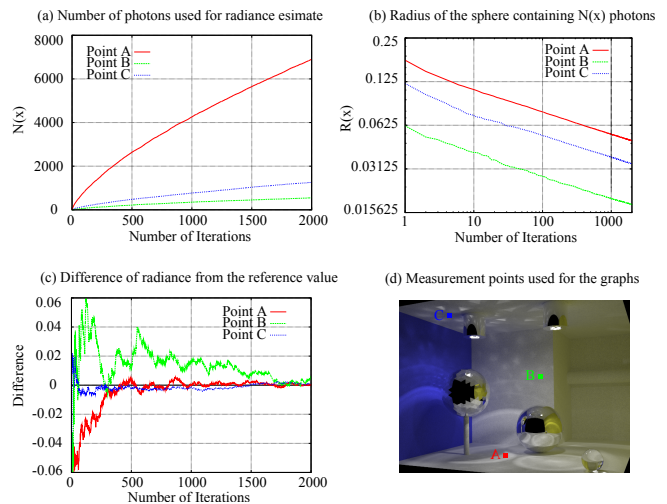 (a) Number of photons used for radiance esimate
8000
6000
4000
2000
0
N(x)
Point A
Point B
Point C
0 500 1000 1500 2000
Number of Iterations
(b) Radius of the sphere containing N(x) photons
0.25
0.125
0.0625
0.03125
0.015625
R(x)
Point A
Point B
Point C
1 10 100 1000
Number of Iterations
(c) Difference of radiance from the reference value
0.06
0.04
0.02
0
-0.02
-0.04
-0.06
Difference
Point A
Point B
Point C
0 500 1000 1500 2000
Number of Iterations
(d) Measurement points used for the graphs
C
B
A